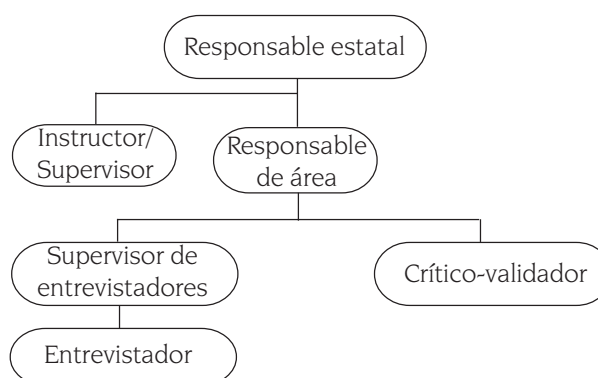 Responsable estatal
Instructor/
Supervisor
Responsable
de área
Supervisor de
entrevistadores
Crítico-validador
Entrevistador